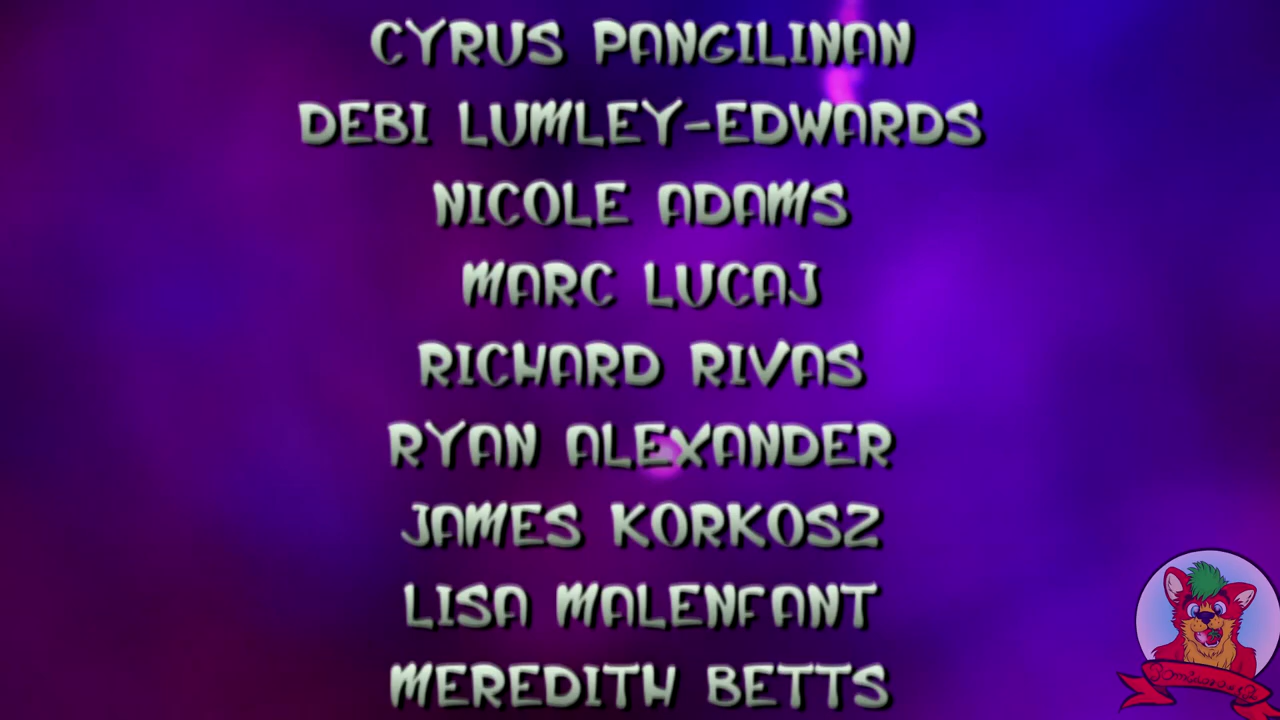 CYRUS PANGILINAN
DEBI LUMLEY-EDWARDS
NICOLE ADAMS
MARC LUCAJ
RICHARD RIVAS
RYAN ALEXANDER
JAMES KORKOSZ
LISA MALENFANT
MEREDITH BETTS